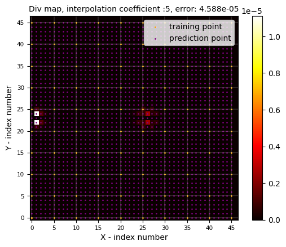 Div map, interpolation coefficient :5, error: 4.588e-05
1e−5
training point
prediction point
Y - index number
45
40
35
30
25
20
15
10
5
0
0 5 10 15 20 25 30 35 40 45
X - index number
1.0
0.8
0.6
0.4
0.2
0.0